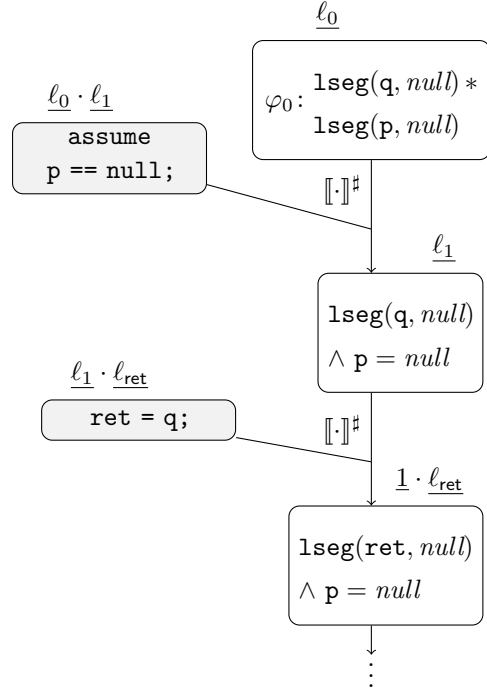 ℓ₀
φ₀: lseg(q, null) *
lseg(p, null)
ℓ₀ · ℓ₁
assume
p == null;
⟦·⟧♯
ℓ₁
lseg(q, null)
∧ p = null
ℓ₁ · ℓret
ret = q;
⟦·⟧♯
1 · ℓret
lseg(ret, null)
∧ p = null
⋮